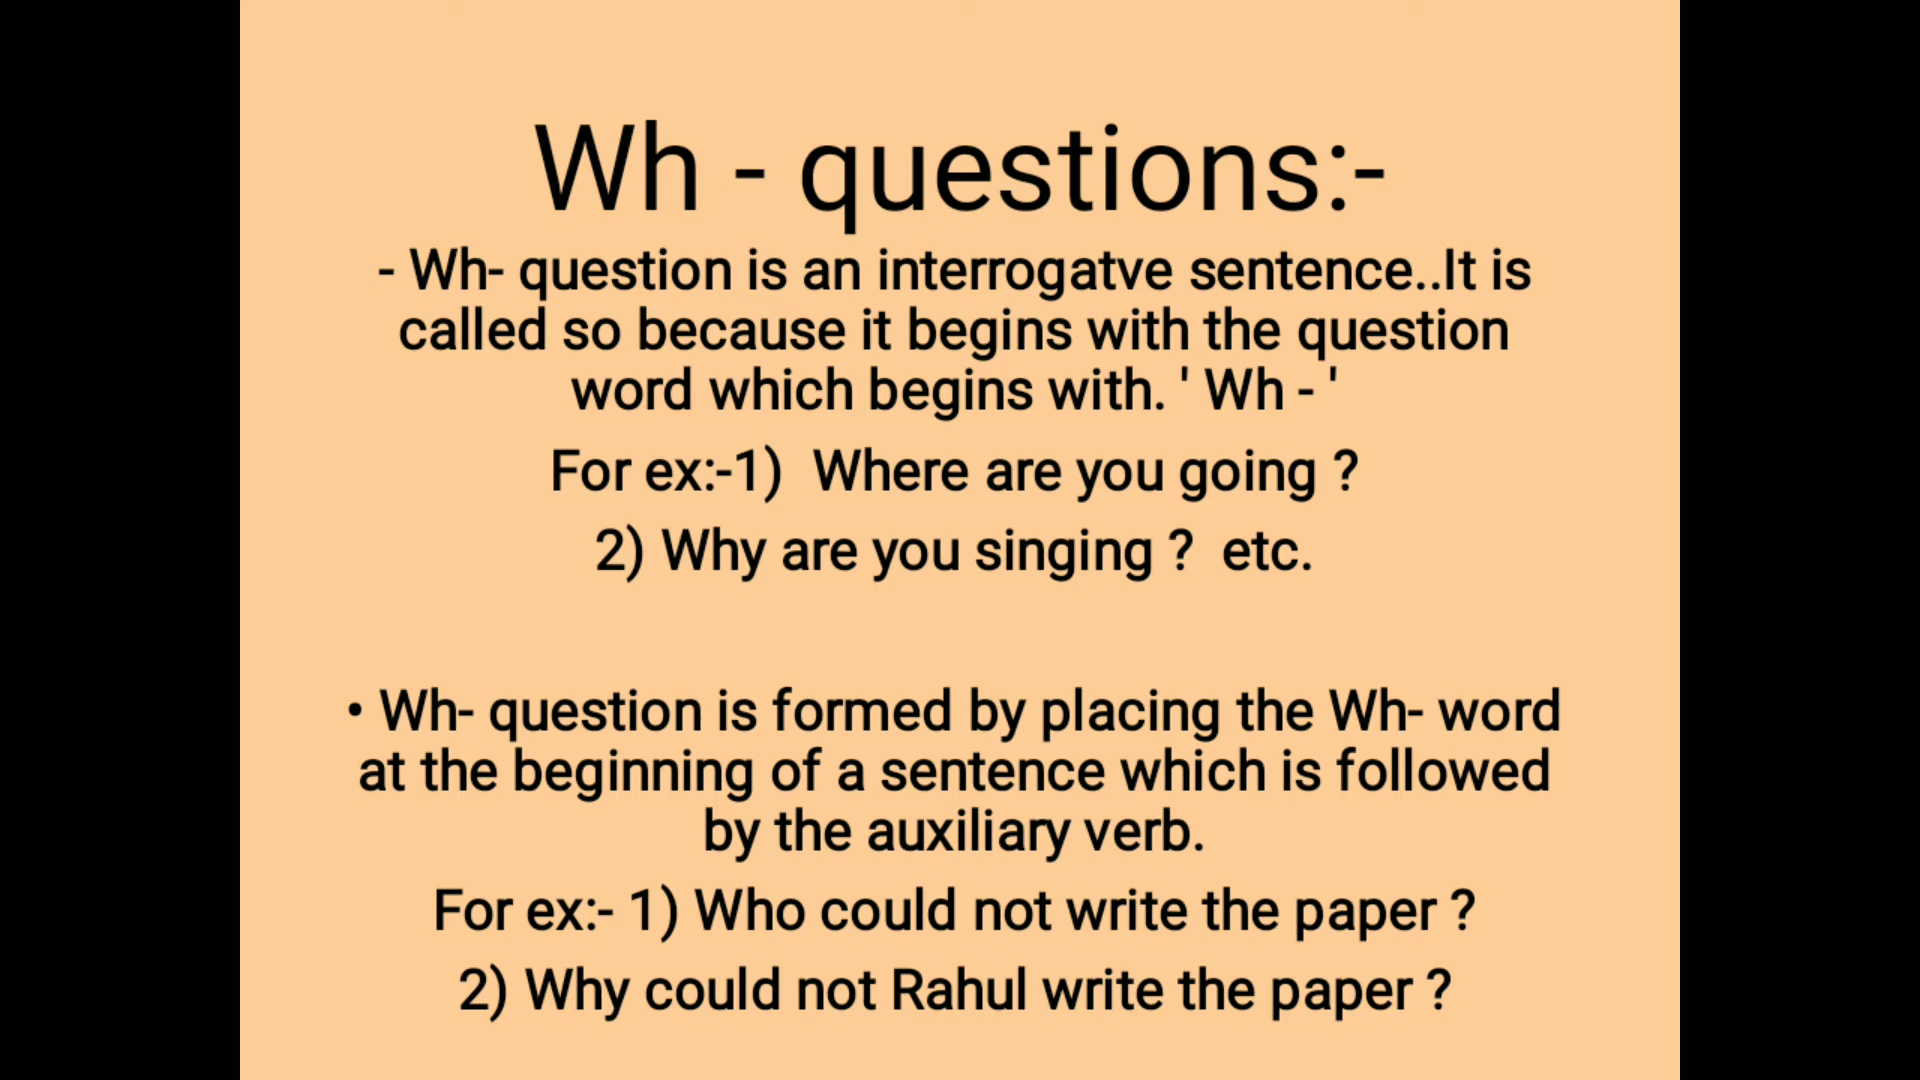 Wh - questions:-
- Wh- question is an interrogatve sentence..It is
called so because it begins with the question
word which begins with. ' Wh - '
For ex:-1)  Where are you going ?
2) Why are you singing ?  etc.
• Wh- question is formed by placing the Wh- word
at the beginning of a sentence which is followed
by the auxiliary verb.
For ex:- 1) Who could not write the paper ?
2) Why could not Rahul write the paper ?